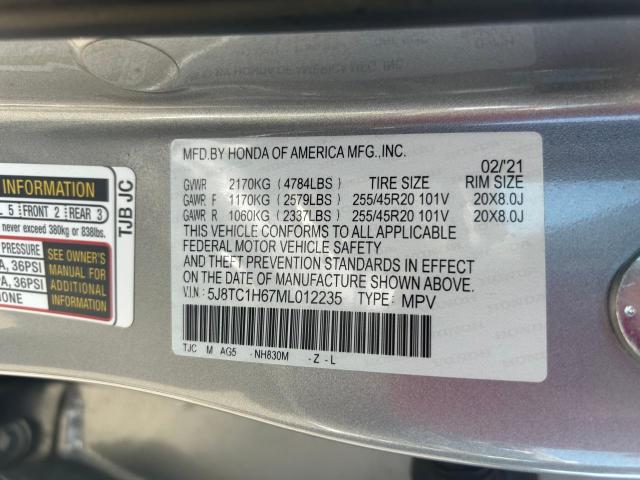 MFD.BY HONDA OF AMERICA MFG.,INC.
02/'21
GVWR 2170KG (4784LBS) TIRE SIZE RIM SIZE
GAWR F 1170KG (2579LBS) 255/45R20 101V 20X8.0J
GAWR R 1060KG (2337LBS) 255/45R20 101V 20X8.0J
THIS VEHICLE CONFORMS TO ALL APPLICABLE
FEDERAL MOTOR VEHICLE SAFETY
AND THEFT PREVENTION STANDARDS IN EFFECT
ON THE DATE OF MANUFACTURE SHOWN ABOVE.
V.I.N: 5J8TC1H67ML012235 TYPE: MPV
TJC M AG5 -NH830M -Z-L
INFORMATION
5 FRONT 2 REAR 3
never exceed 380kg or 838lbs.
PRESSURE
, 36PSI
, 36PSI
ONE
SEE OWNER'S
MANUAL FOR
ADDITIONAL
INFORMATION
TJB JC